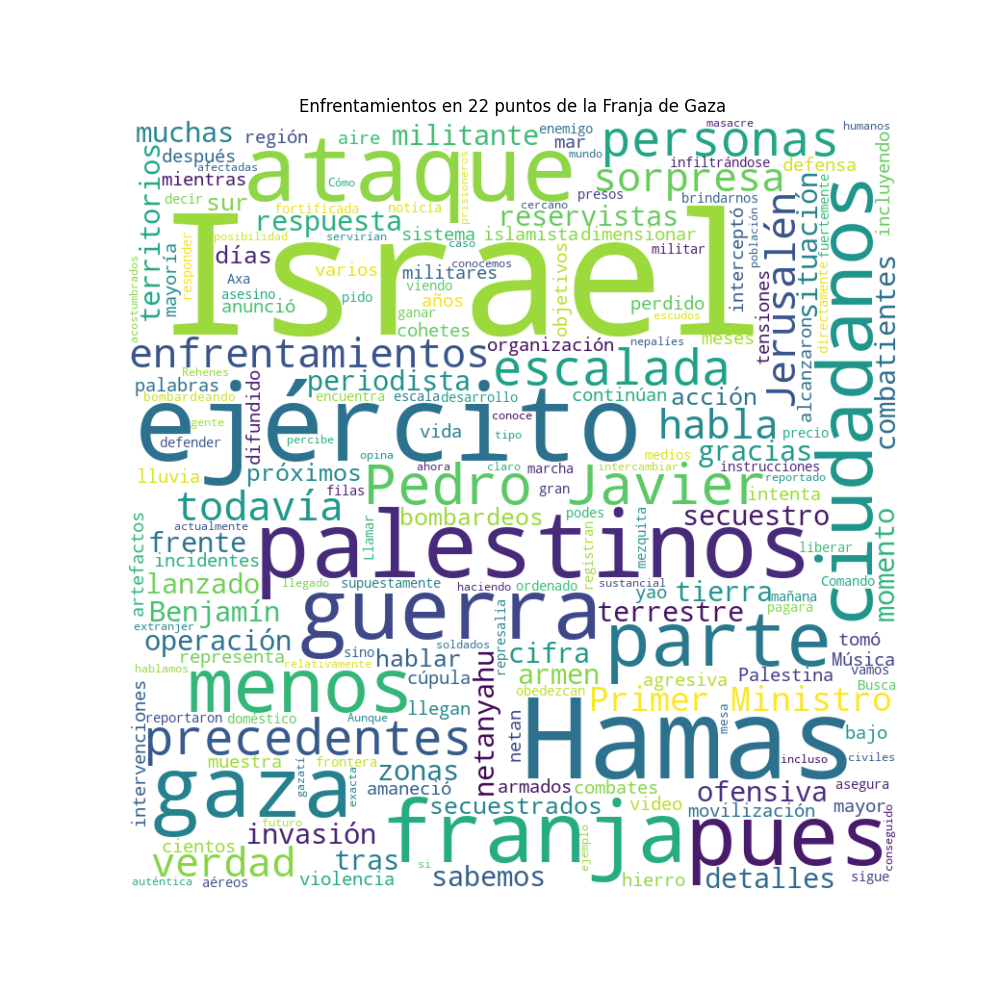 Enfrentamientos en 22 puntos de la Franja de Gaza
muchas
región
aire
militante
enemigo
mar
personas
masacre
humanos
después
afectadas
ataque
mundo
infiltrándose
defensa
incluyendo
mientras
territorios
decir
sur
Cómo
prisioneros
cercano
presos
sorpresa
brindarnos
fortificada
noticia
respuesta
reservistas
Jerusalén
situación
fuertemente
ciudadanos
mayoría
posibilidad
servirían
sistema
islamista
dimensionar
interceptó
población
responder
días
Israel
caso
conocemos
militar
varios
militares
objetivos
directamente
Axa
viendo
asesino
pido
años
perdido
tensiones
combatientes
anunció
ganar
escudos
cohetes
meses
acostumbrados
enfrentamientos
organización
nepalíes
alcanzaron
Rehenes
palabras
periodista
escalada
difundido
bombardeando
encuentra
escala
desarrollo
continúan
acción
precio
ejército
gente
conoce
habla
defender
percibe
vida
tipo
gracias
opina
medios
lluvia
próximos
ahora
claro
marcha
intercambiar
instrucciones
reportado
filas
Pedro Javier
gran
intenta
todavía
bombardeos
podes
secuestro
momento
artefactos
actualmente
frente
Llamar
palestinos
registran
mezquita
incidentes
liberar
lanzado
llegado
supuestamente
haciendo
ordenado
sustancial
yao
tierra
mañana
Comando
Benjamín
guerra
terrestre
pagará
extranjer
operación
soldados
represalia
parte
tomó
representa
sino
hablar
cifra
Música
hablamos
relativamente
cúpula
armen
agresiva
Palestina
vamos
menos
netanyahu
obedezcan
Primer Ministro
Busca
intervenciones
reportaron
doméstico
Aunque
llegan
Hamas
mesa
bajo
precedentes
netan
muestra
frontera
incluso
civiles
gaza
gazatí
exacta
zonas
amaneció
armados
combates
ofensiva
asegura
secuestrados
video
movilización
mayor
futuro
invasión
franja
pues
conseguido
cientos
verdad
tras
si
ejemplo
auténtica
aéreos
violencia
sabemos
hierro
detalles
sigue